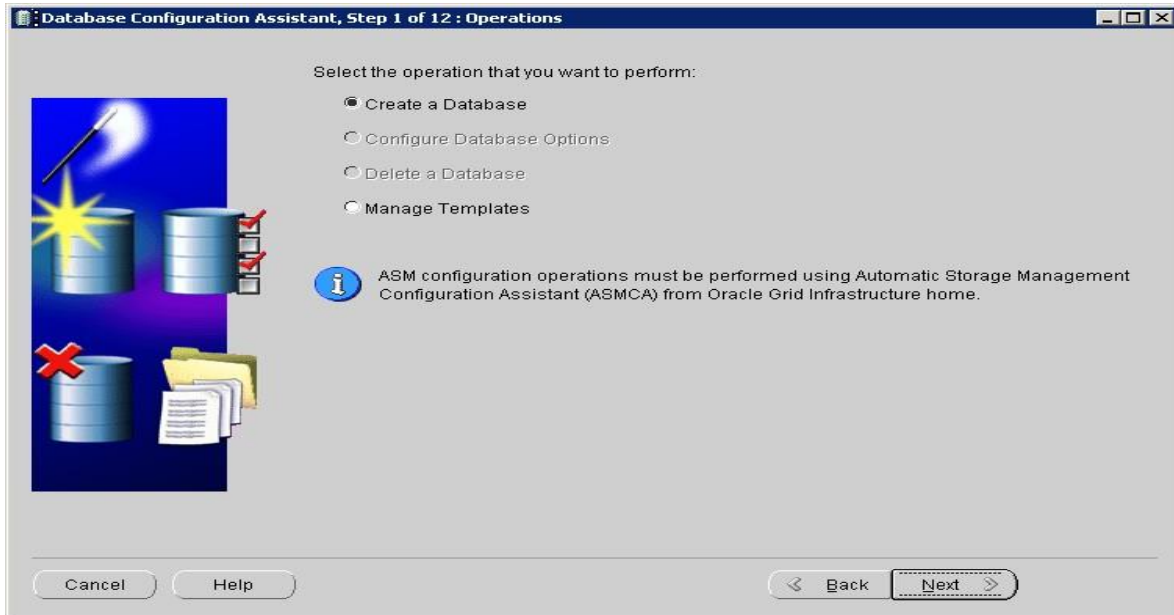 Database Configuration Assistant, Step 1 of 12 : Operations
Select the operation that you want to perform:
Create a Database
Configure Database Options
Delete a Database
Manage Templates
ASM configuration operations must be performed using Automatic Storage Management
Configuration Assistant (ASMCA) from Oracle Grid Infrastructure home.
Cancel
Help
Back
Next